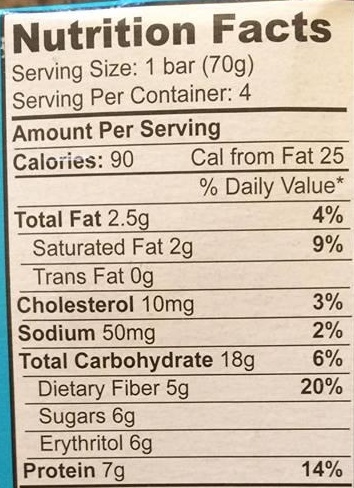 Nutrition Facts
Serving Size: 1 bar (70g)
Serving Per Container: 4
Amount Per Serving
Calories: 90 Cal from Fat 25
% Daily Value*
Total Fat 2.5g 4%
Saturated Fat 2g 9%
Trans Fat 0g
Cholesterol 10mg 3%
Sodium 50mg 2%
Total Carbohydrate 18g 6%
Dietary Fiber 5g 20%
Sugars 6g
Erythritol 6g
Protein 7g 14%